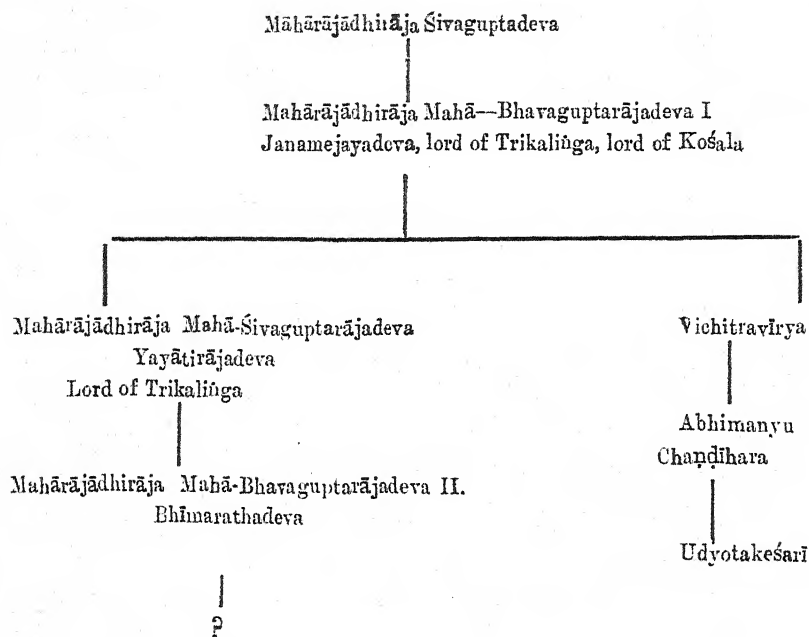 Māhārājādhirāja Śivaguptadeva
Mahārājādhirāja Mahā—Bhavaguptarājadeva I
Janamejayadeva, lord of Trikaliṅga, lord of Kośala
Mahārājādhirāja Mahā-Śivaguptarājadeva
Yayātirājadeva
Lord of Trikaliṅga
Mahārājādhirāja Mahā-Bhavaguptarājadeva II.
Bhīmarathadeva
?
Vichitravīrya
Abhimanyu
Chaṇḍīhara
Udyotakeśarī